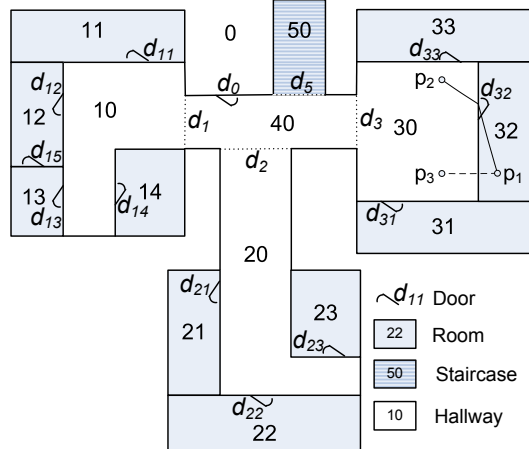 11
0
50
33
d11
d33
d12
d0
d5
p2
d32
12
10
d1
40
d3
30
32
d15
d2
p3
p1
13
14
d13
d14
d31
31
20
d21
d11 Door
23
22 Room
21
d23
50 Staircase
d22
10 Hallway
22